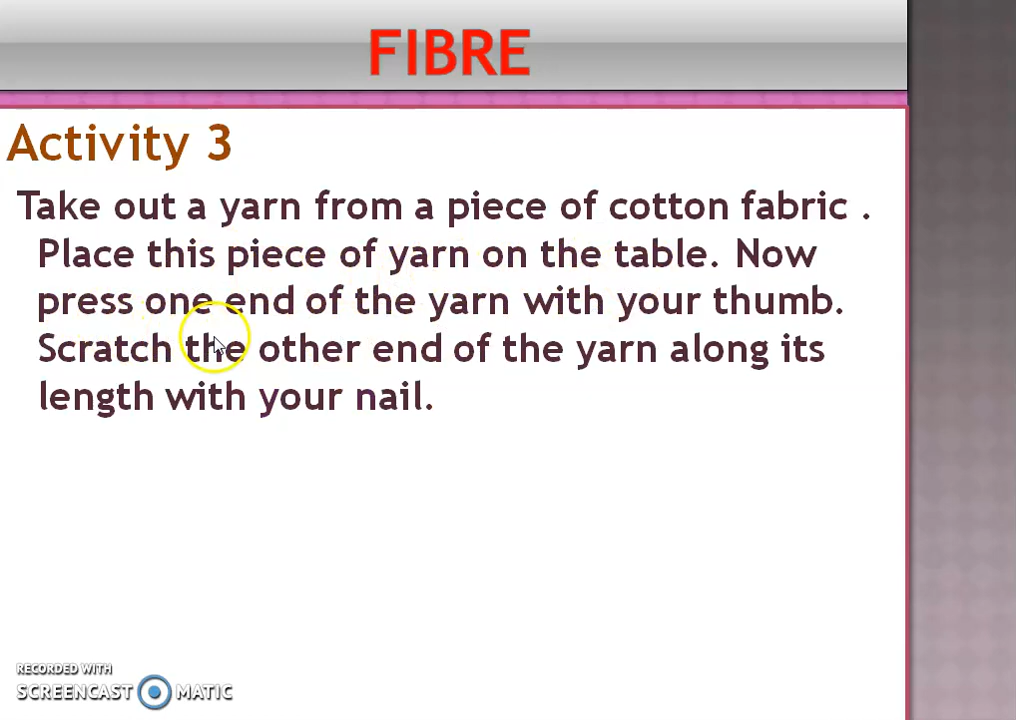 FIBRE
Activity 3
Take out a yarn from a piece of cotton fabric .
Place this piece of yarn on the table. Now
press one end of the yarn with your thumb.
Scratch the other end of the yarn along its
length with your nail.
RECORDED WITH
SCREENCAST MATIC